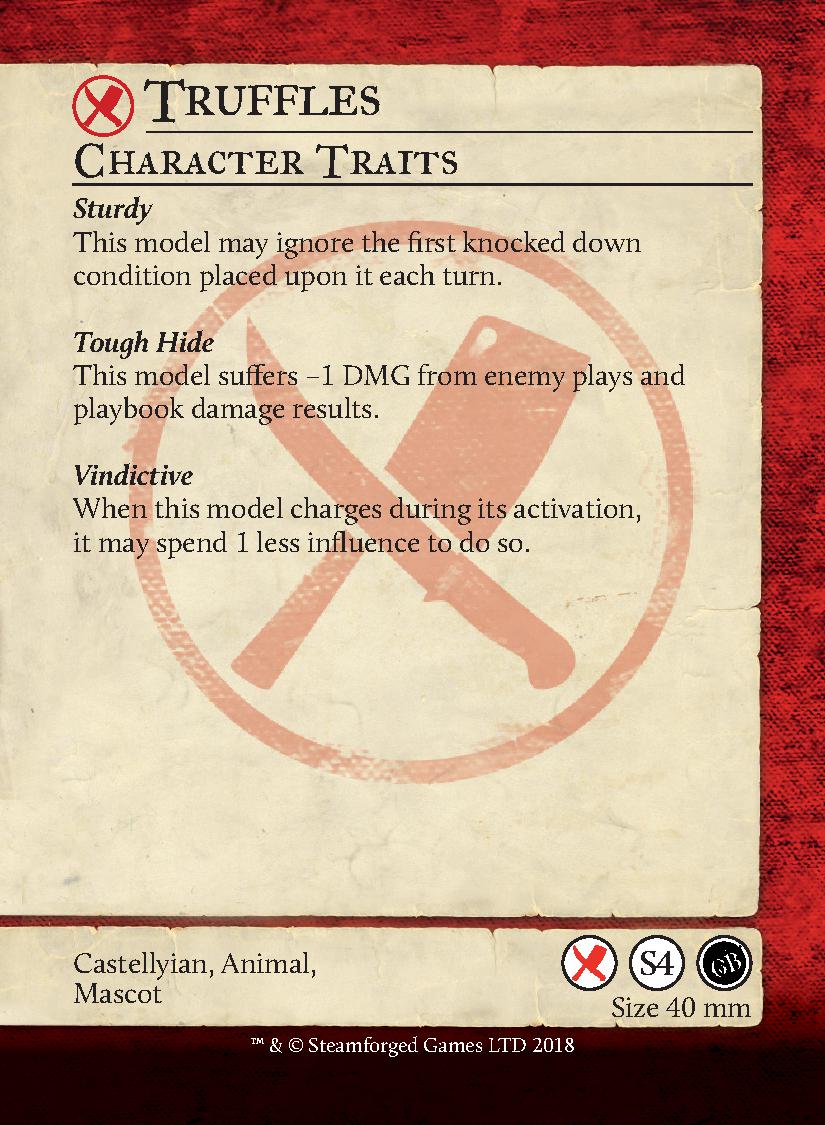 Truffles
Character Traits
Sturdy
This model may ignore the first knocked down
condition placed upon it each turn.
Tough Hide
This model suffers –1 DMG from enemy plays and
playbook damage results.
Vindictive
When this model charges during its activation,
it may spend 1 less influence to do so.
Castellyian, Animal,
Mascot
S4 GB
Size 40 mm
™ & © Steamforged Games LTD 2018